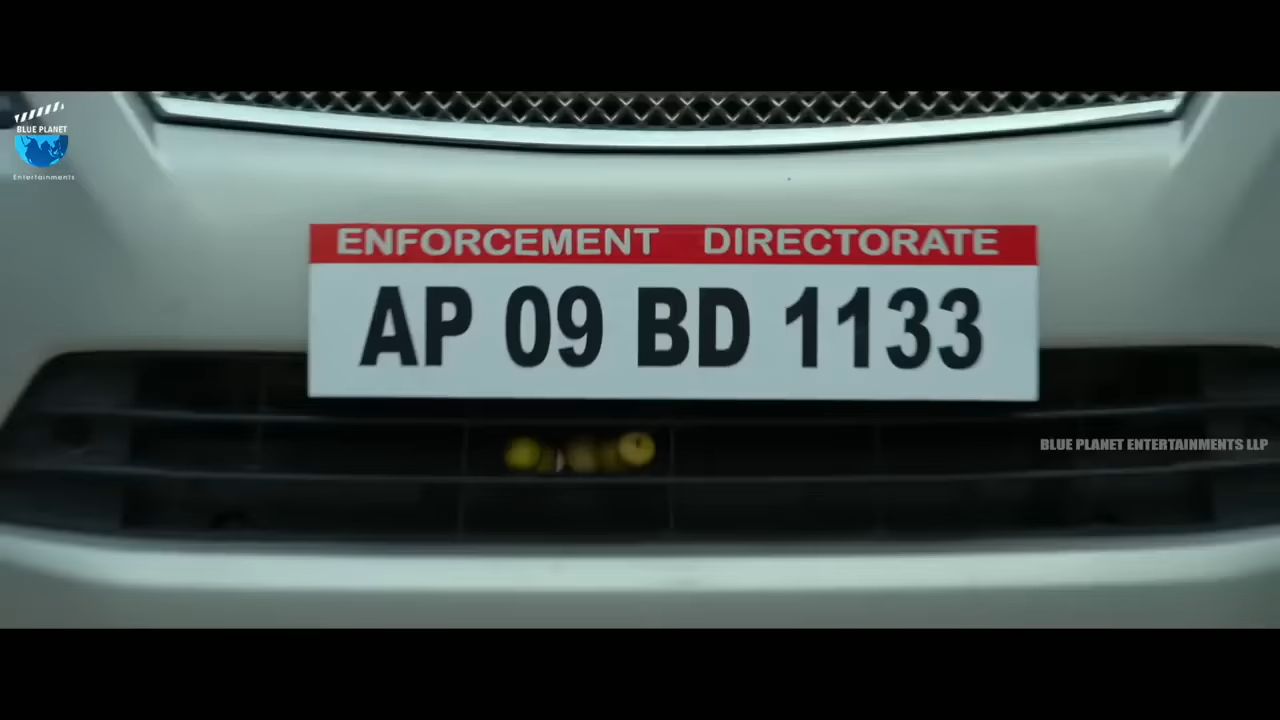 BLUE PLANET
Entertainments
ENFORCEMENT DIRECTORATE
AP 09 BD 1133
BLUE PLANET ENTERTAINMENTS LLP